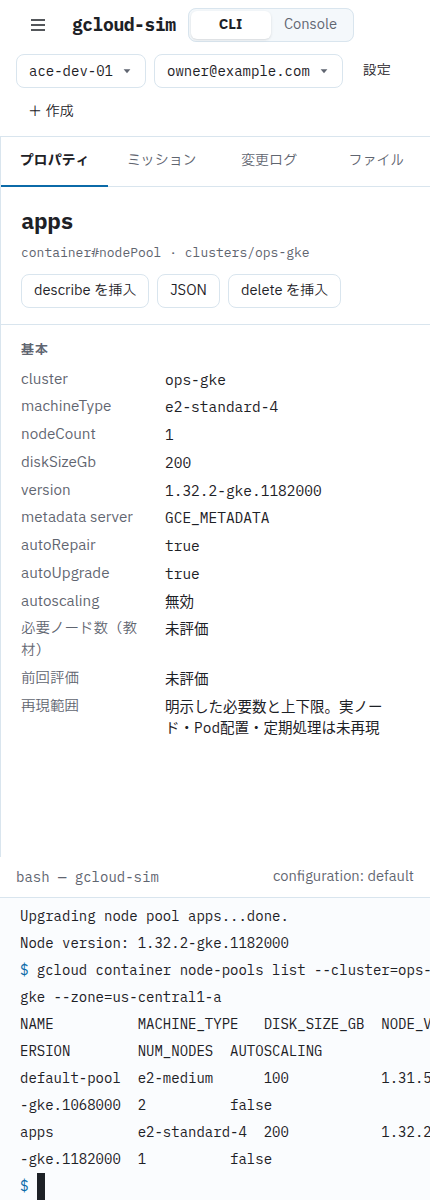 gcloud-sim CLI Console
ace-dev-01 owner@example.com 設定
＋ 作成
プロパティ ミッション 変更ログ ファイル
apps
container#nodePool · clusters/ops-gke
describe を挿入 JSON delete を挿入
基本
cluster ops-gke
machineType e2-standard-4
nodeCount 1
diskSizeGb 200
version 1.32.2-gke.1182000
metadata server GCE_METADATA
autoRepair true
autoUpgrade true
autoscaling 無効
必要ノード数（教 未評価
材）
前回評価 未評価
再現範囲 明示した必要数と上下限。実ノー
ド・Pod配置・定期処理は未再現
bash — gcloud-sim configuration: default
Upgrading node pool apps...done.
Node version: 1.32.2-gke.1182000
$ gcloud container node-pools list --cluster=ops-
gke --zone=us-central1-a
NAME MACHINE_TYPE DISK_SIZE_GB NODE_V
ERSION NUM_NODES AUTOSCALING
default-pool e2-medium 100 1.31.5
-gke.1068000 2 false
apps e2-standard-4 200 1.32.2
-gke.1182000 1 false
$